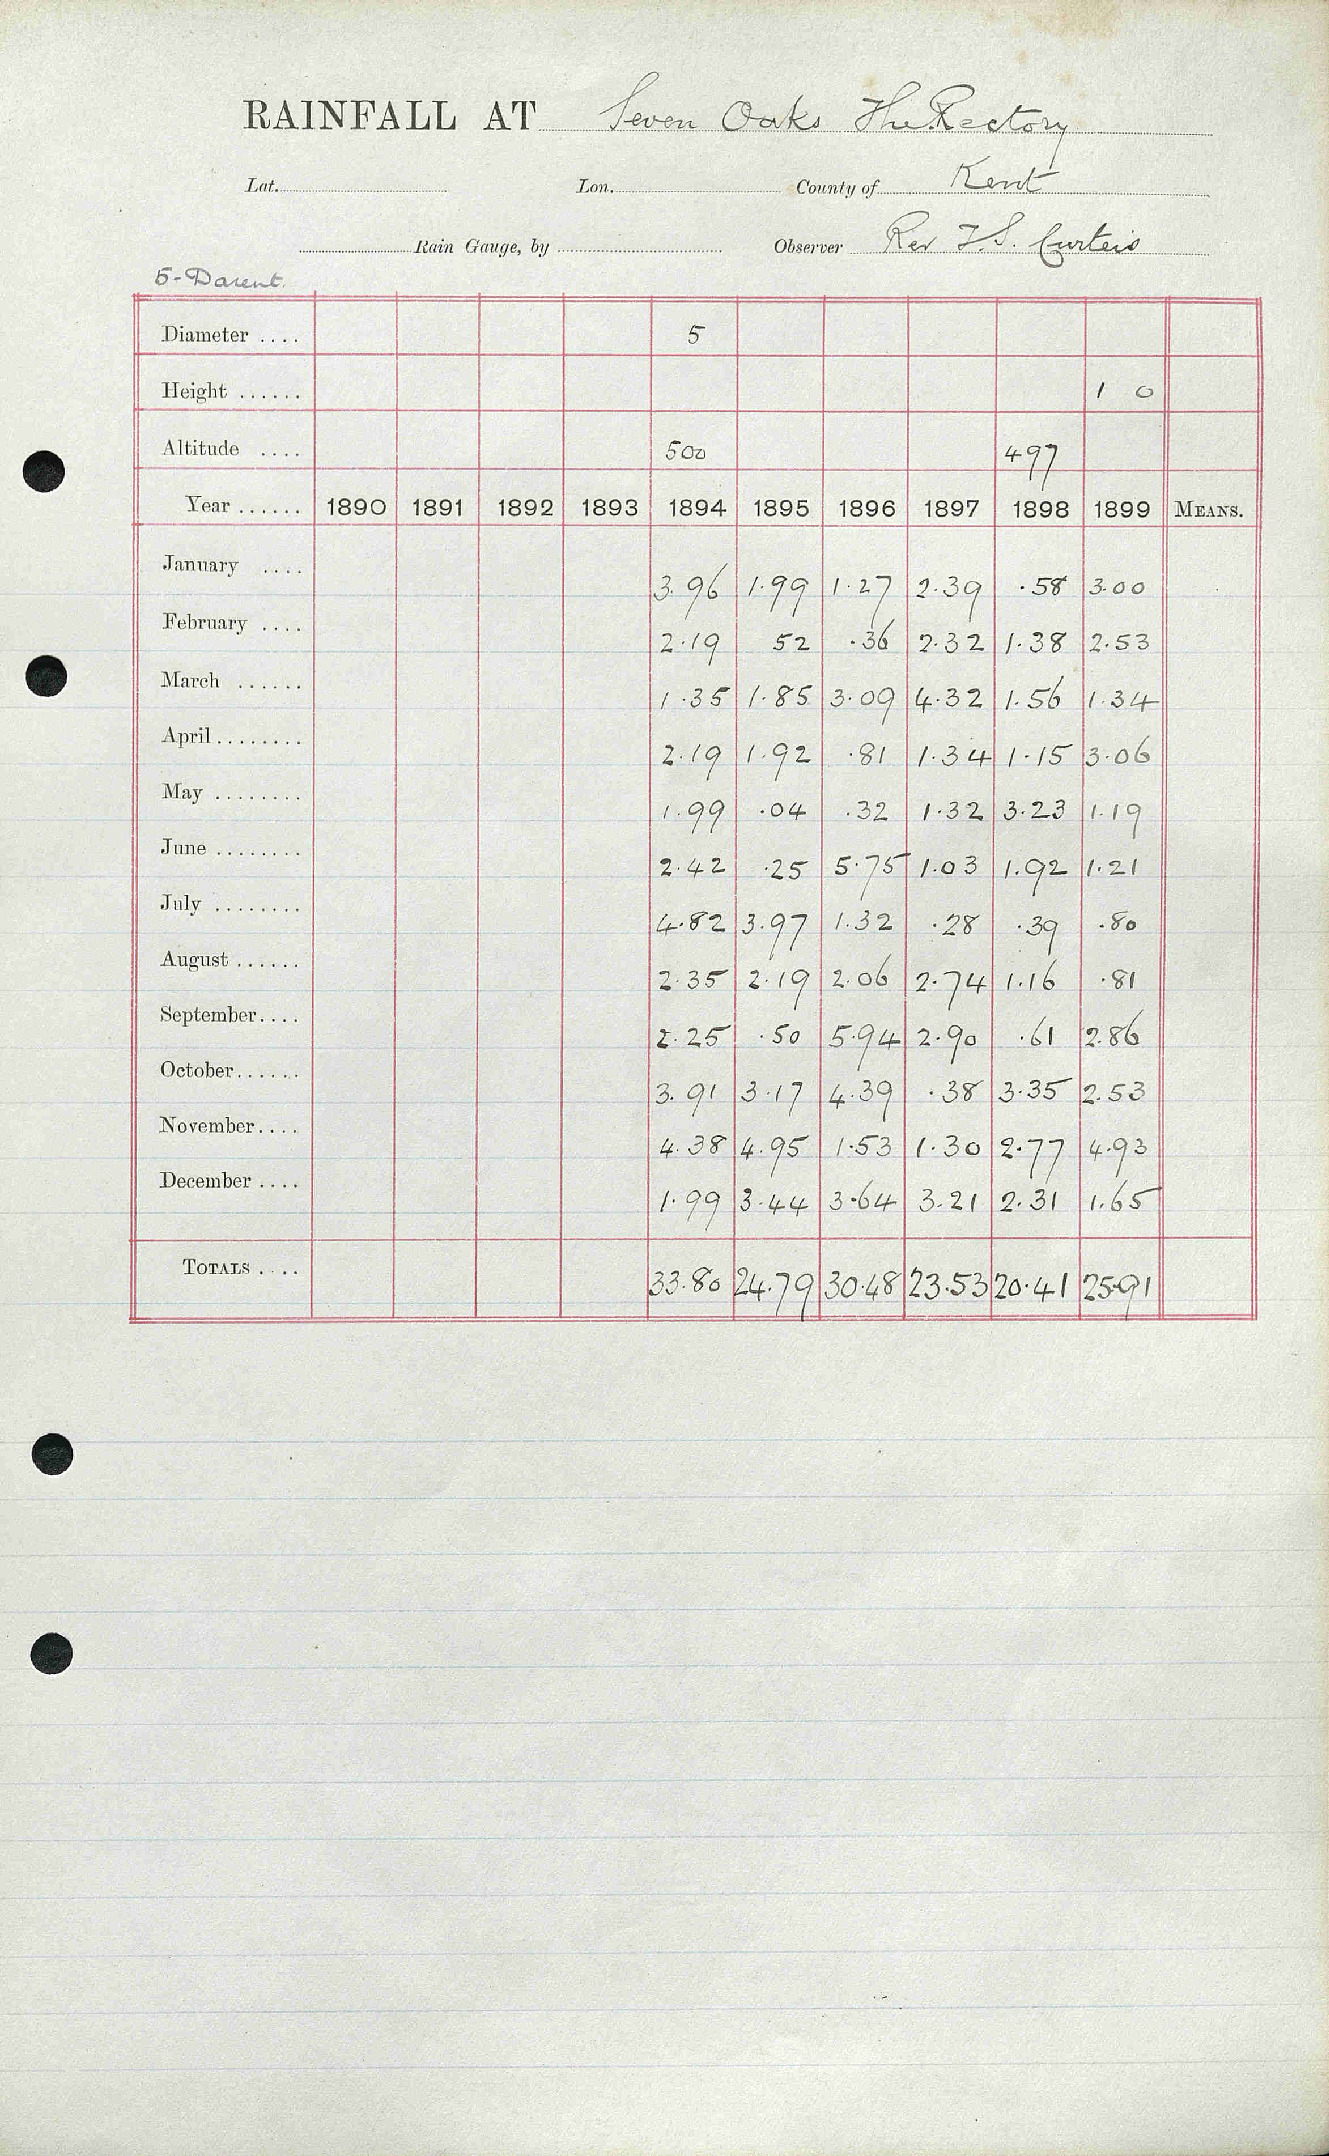 RAINFALL AT Seven Oaks The Rectory
Lat. Lon. County of Kent
Rain Gauge, by Observer Rev T.S. Curteis
5-Darent.
Diameter .... 5
Height ...... 1 0
Altitude .... 500 497
Year ...... 1890 1891 1892 1893 1894 1895 1896 1897 1898 1899 MEANS.
January .... 3.96 1.99 1.27 2.39 .58 3.00
February .... 2.19 52 .36 2.32 1.38 2.53
March ...... 1.35 1.85 3.09 4.32 1.56 1.34
April ........ 2.19 1.92 .81 1.34 1.15 3.06
May ........ 1.99 .04 .32 1.32 3.23 1.19
June ........ 2.42 .25 5.75 1.03 1.92 1.21
July ........ 4.82 3.97 1.32 .28 .39 .80
August ...... 2.35 2.19 2.06 2.74 1.16 .81
September.... 2.25 .50 5.94 2.90 .61 2.86
October...... 3.91 3.17 4.39 .38 3.35 2.53
November.... 4.38 4.95 1.53 1.30 2.77 4.93
December .... 1.99 3.44 3.64 3.21 2.31 1.65
TOTALS .... 33.80 24.79 30.48 23.53 20.41 25.91